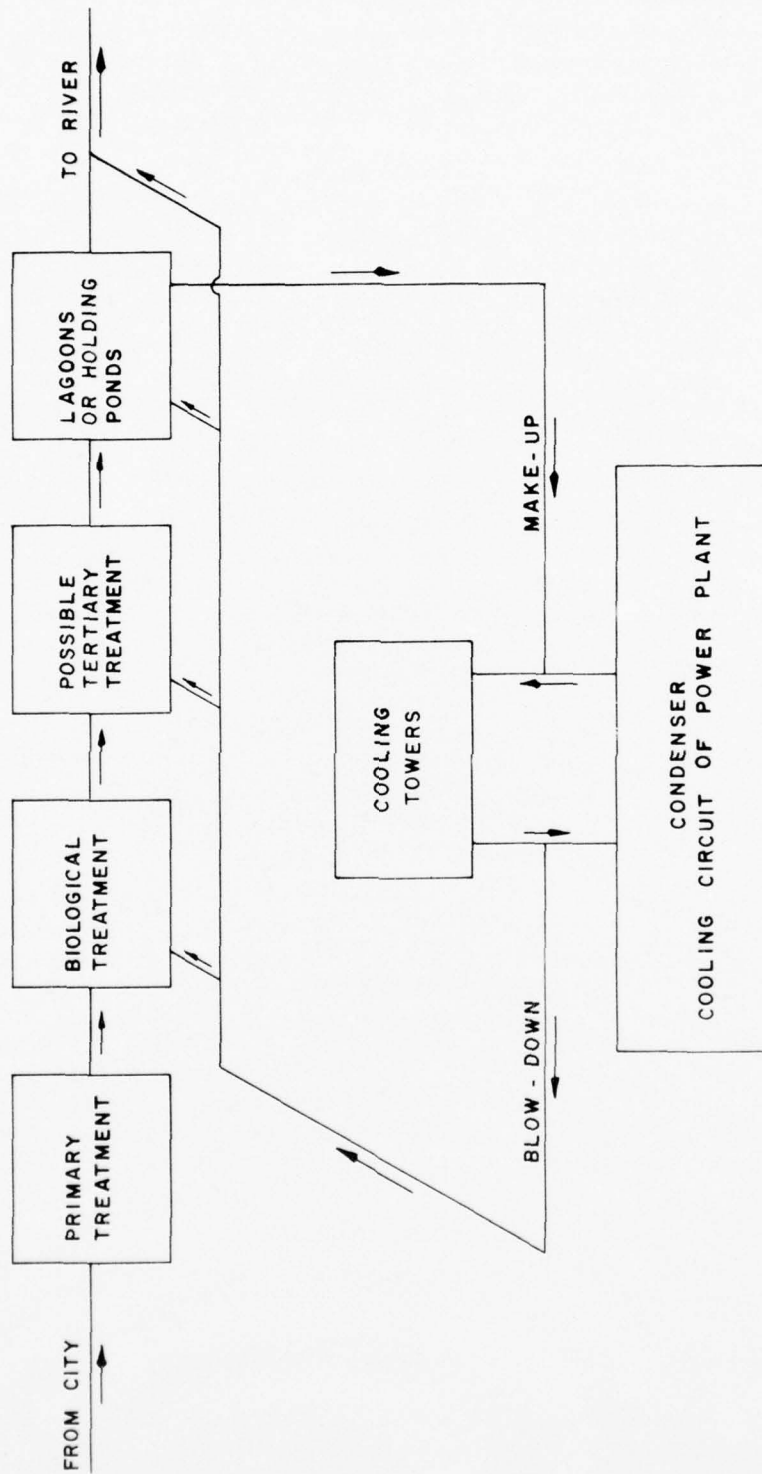 FROM CITY
PRIMARY
TREATMENT
BIOLOGICAL
TREATMENT
POSSIBLE
TERTIARY
TREATMENT
LAGOONS
OR HOLDING
PONDS
TO RIVER
COOLING
TOWERS
BLOW - DOWN
MAKE - UP
CONDENSER
COOLING CIRCUIT OF POWER PLANT